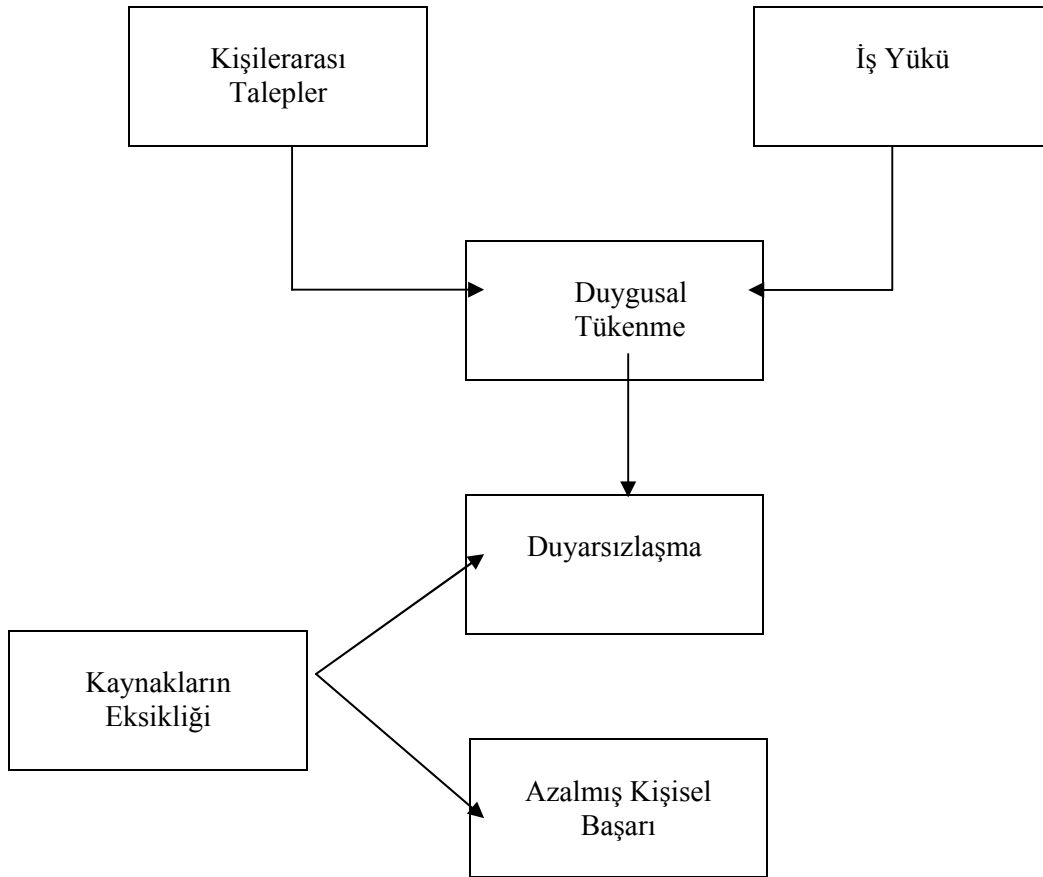 Kişilerarası
Talepler
İş Yükü
Duygusal
Tükenme
Duyarsızlaşma
Kaynakların
Eksikliği
Azalmış Kişisel
Başarı